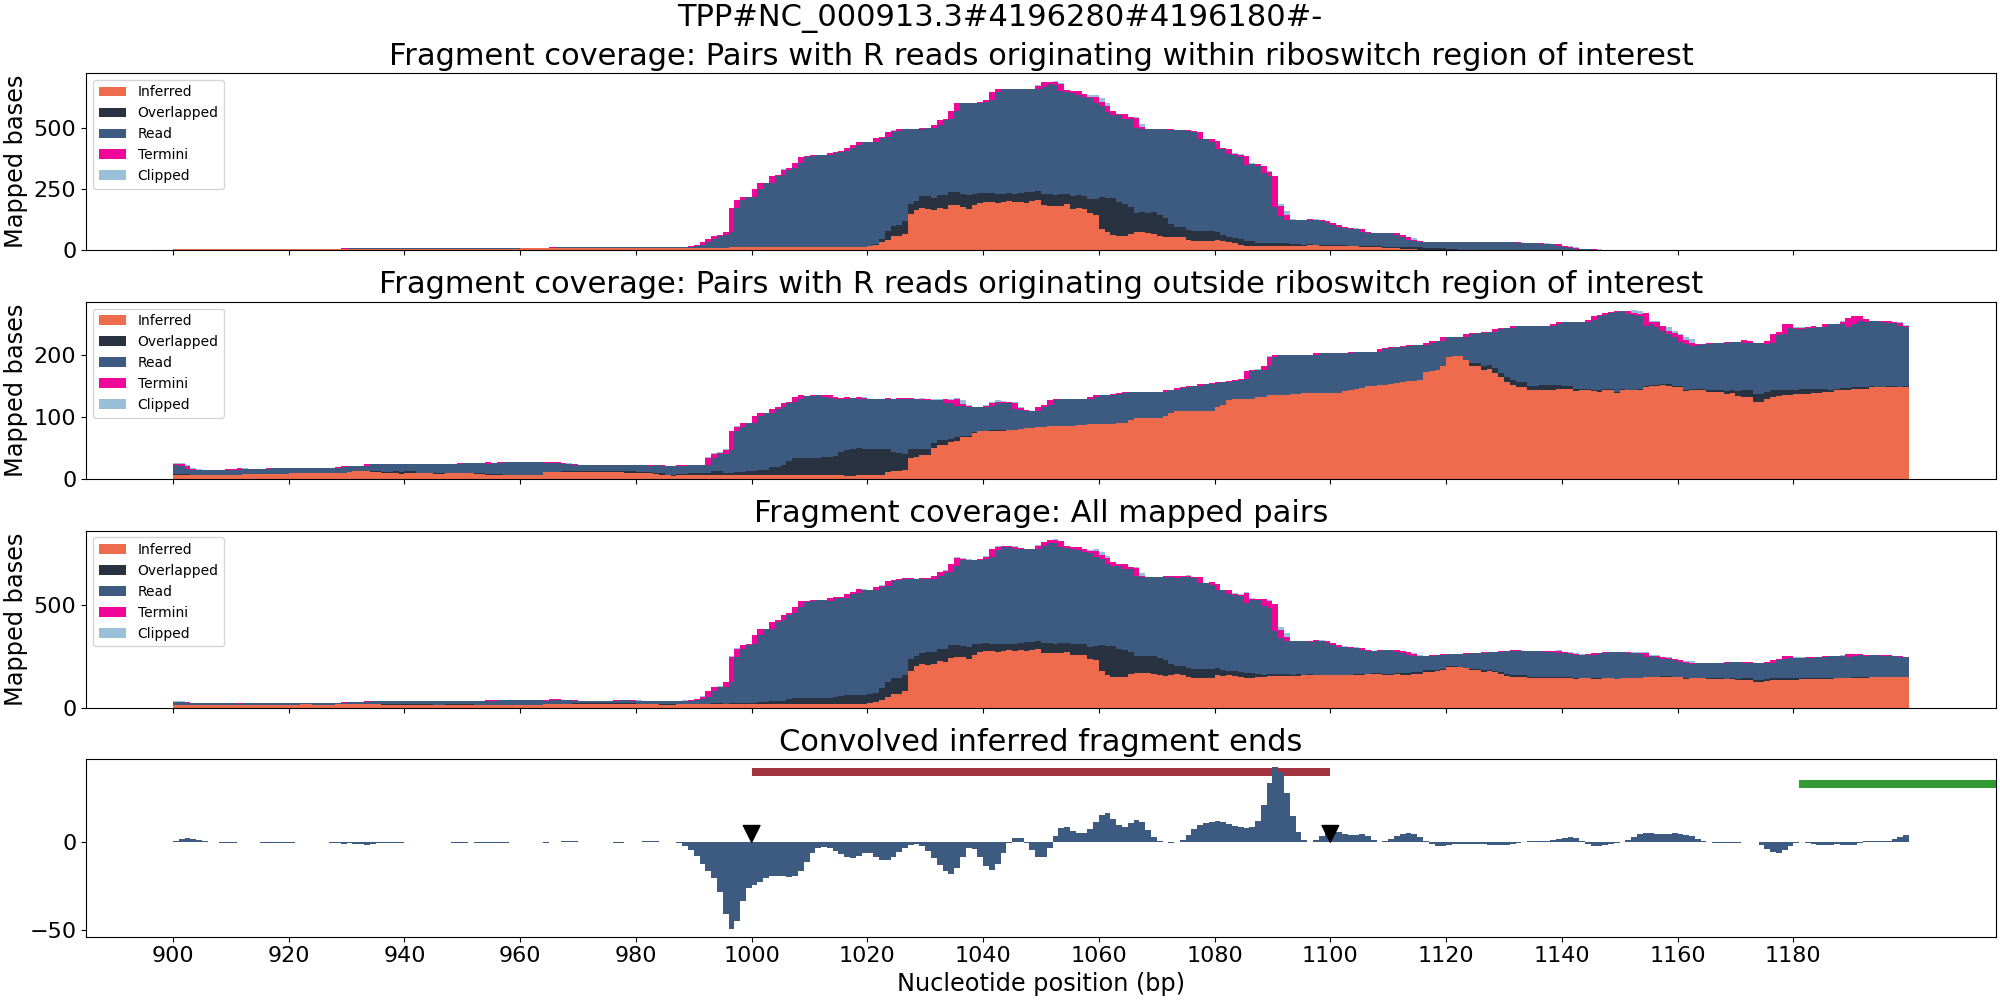 TPP#NC_000913.3#4196280#4196180#-
Fragment coverage: Pairs with R reads originating within riboswitch region of interest
Mapped bases
500
250
0
Inferred
Overlapped
Read
Termini
Clipped
Fragment coverage: Pairs with R reads originating outside riboswitch region of interest
Mapped bases
200
100
0
Inferred
Overlapped
Read
Termini
Clipped
Fragment coverage: All mapped pairs
Mapped bases
500
0
Inferred
Overlapped
Read
Termini
Clipped
Convolved inferred fragment ends
0
−50
900 920 940 960 980 1000 1020 1040 1060 1080 1100 1120 1140 1160 1180
Nucleotide position (bp)